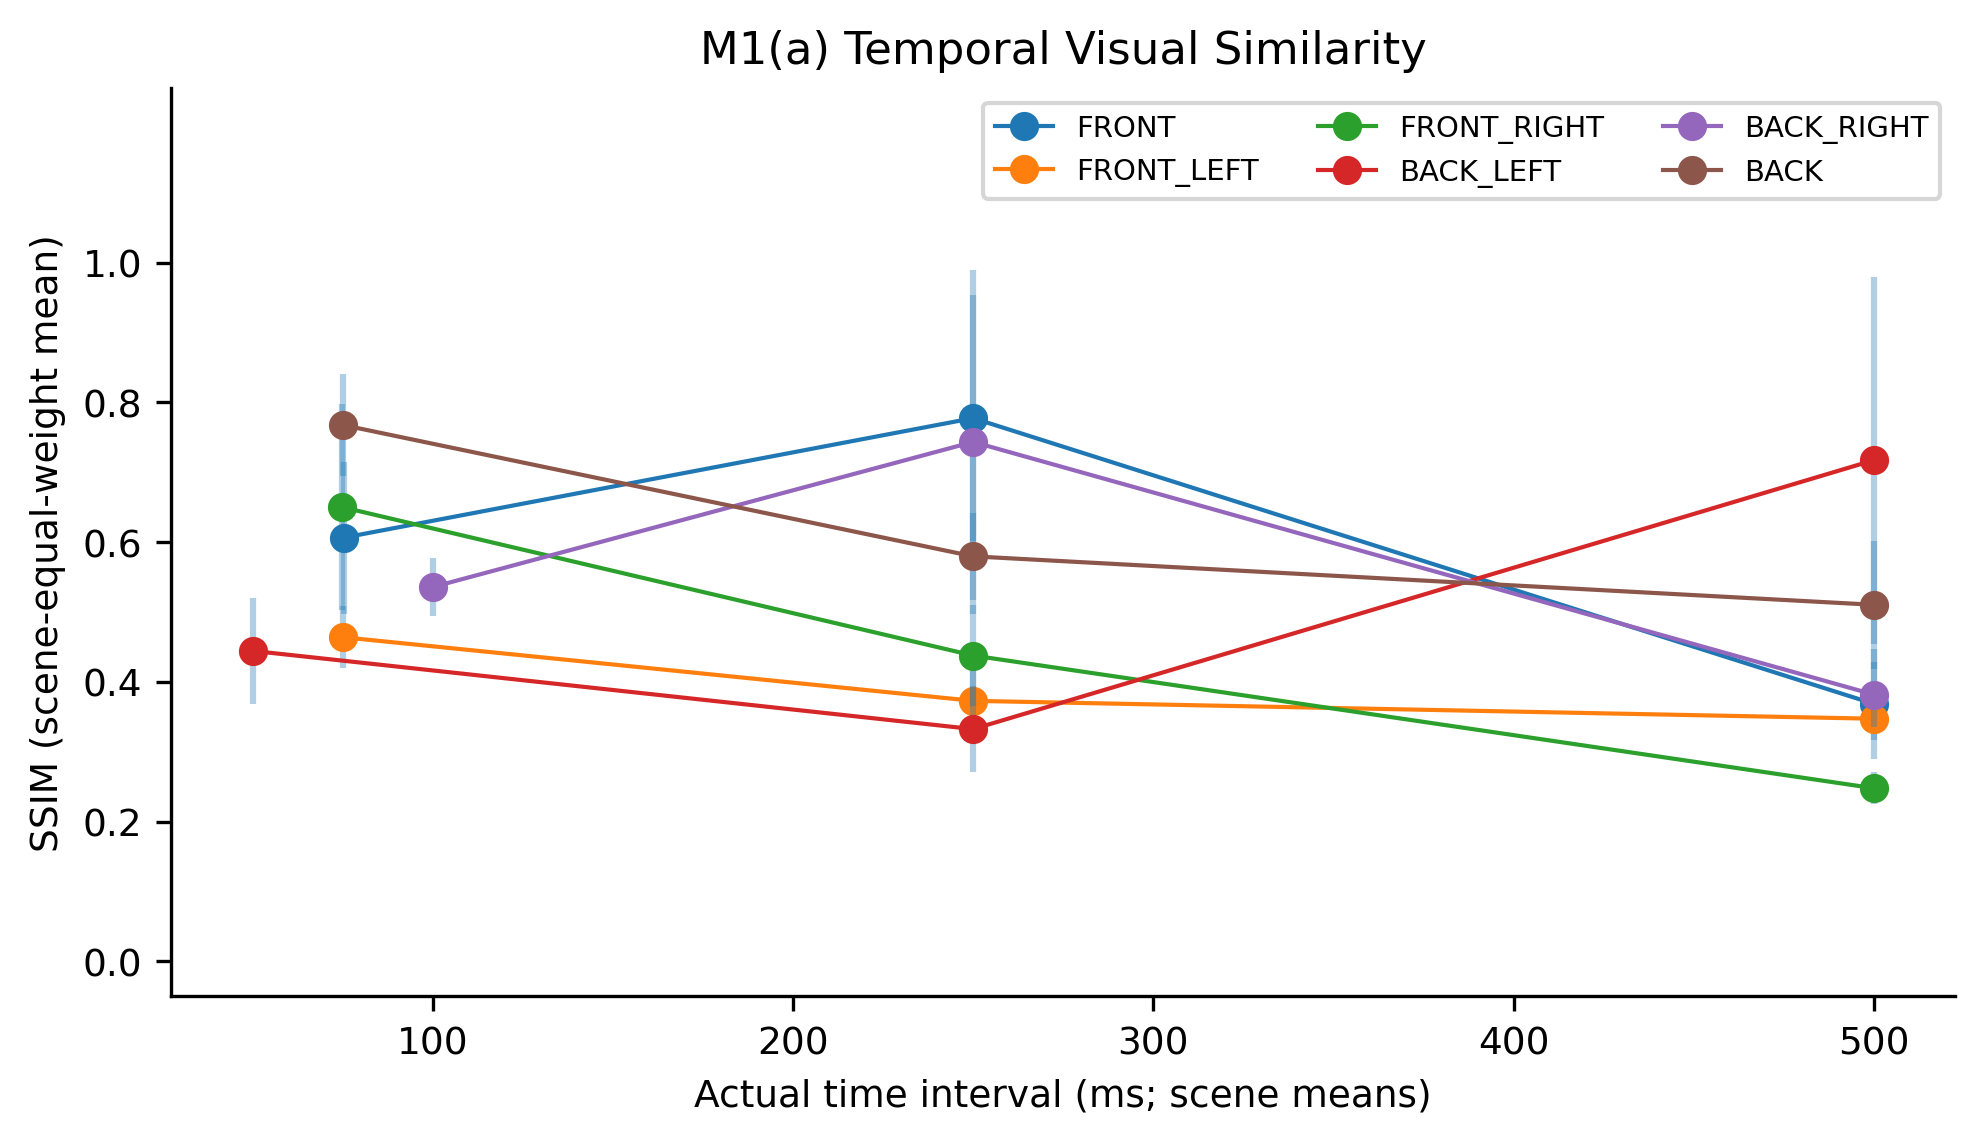 M1(a) Temporal Visual Similarity
FRONT
FRONT_LEFT
FRONT_RIGHT
BACK_LEFT
BACK_RIGHT
BACK
SSIM (scene-equal-weight mean)
1.0
0.8
0.6
0.4
0.2
0.0
100 200 300 400 500
Actual time interval (ms; scene means)